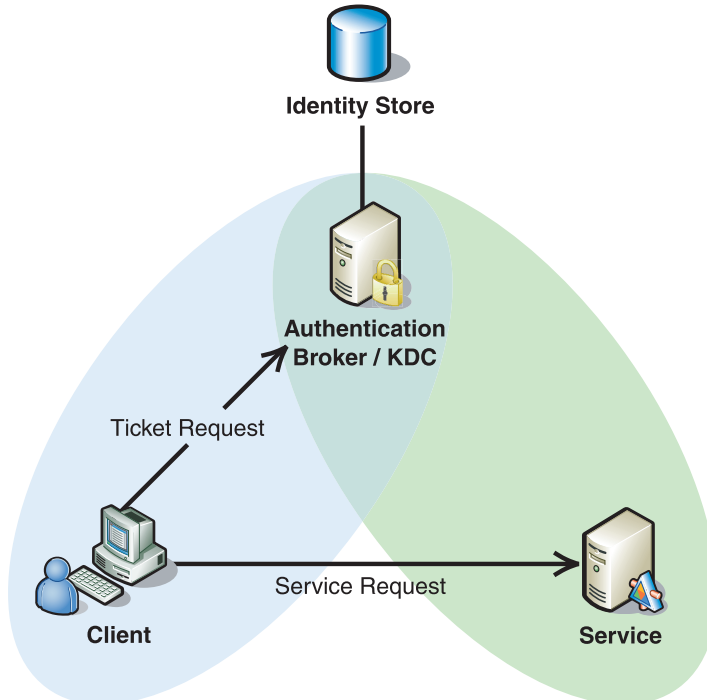 Identity Store
Authentication
Broker / KDC
Ticket Request
Service Request
Client
Service